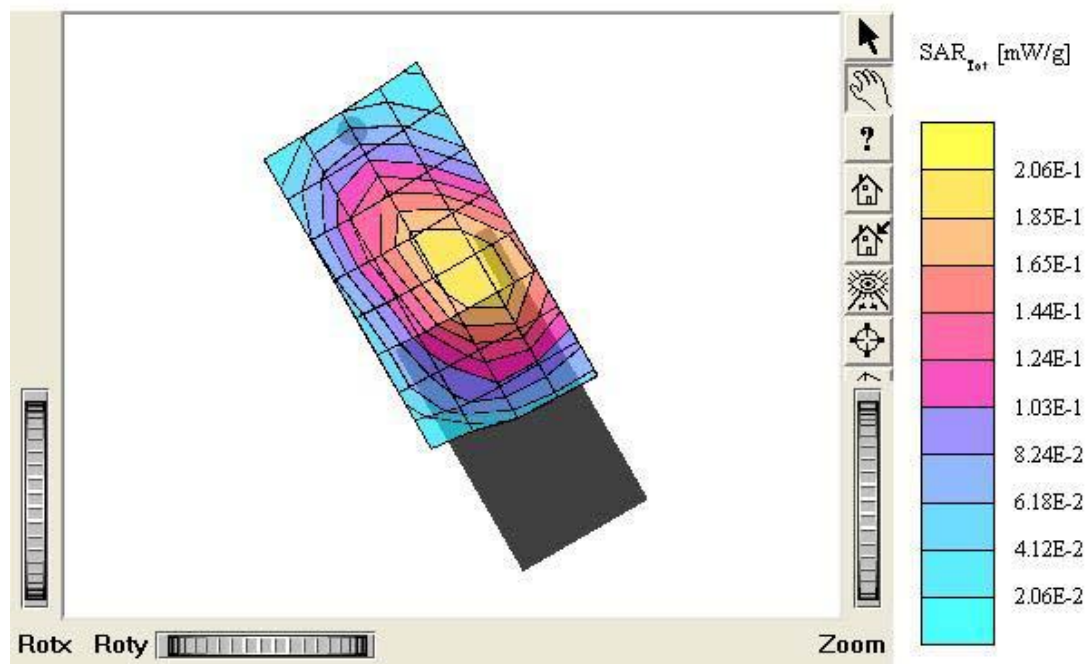 SAR_Tot [mW/g]
?
2.06E-1
1.85E-1
1.65E-1
1.44E-1
1.24E-1
1.03E-1
8.24E-2
6.18E-2
4.12E-2
2.06E-2
Rotx Roty Zoom